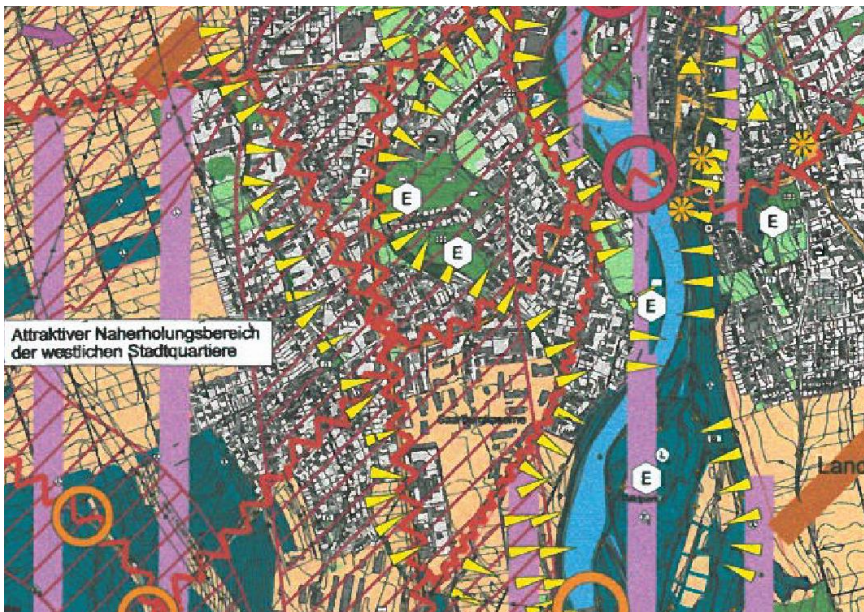 E
E
E
E
Attraktiver Naherholungsbereich
der westlichen Stadtquartiere
E
Land
L